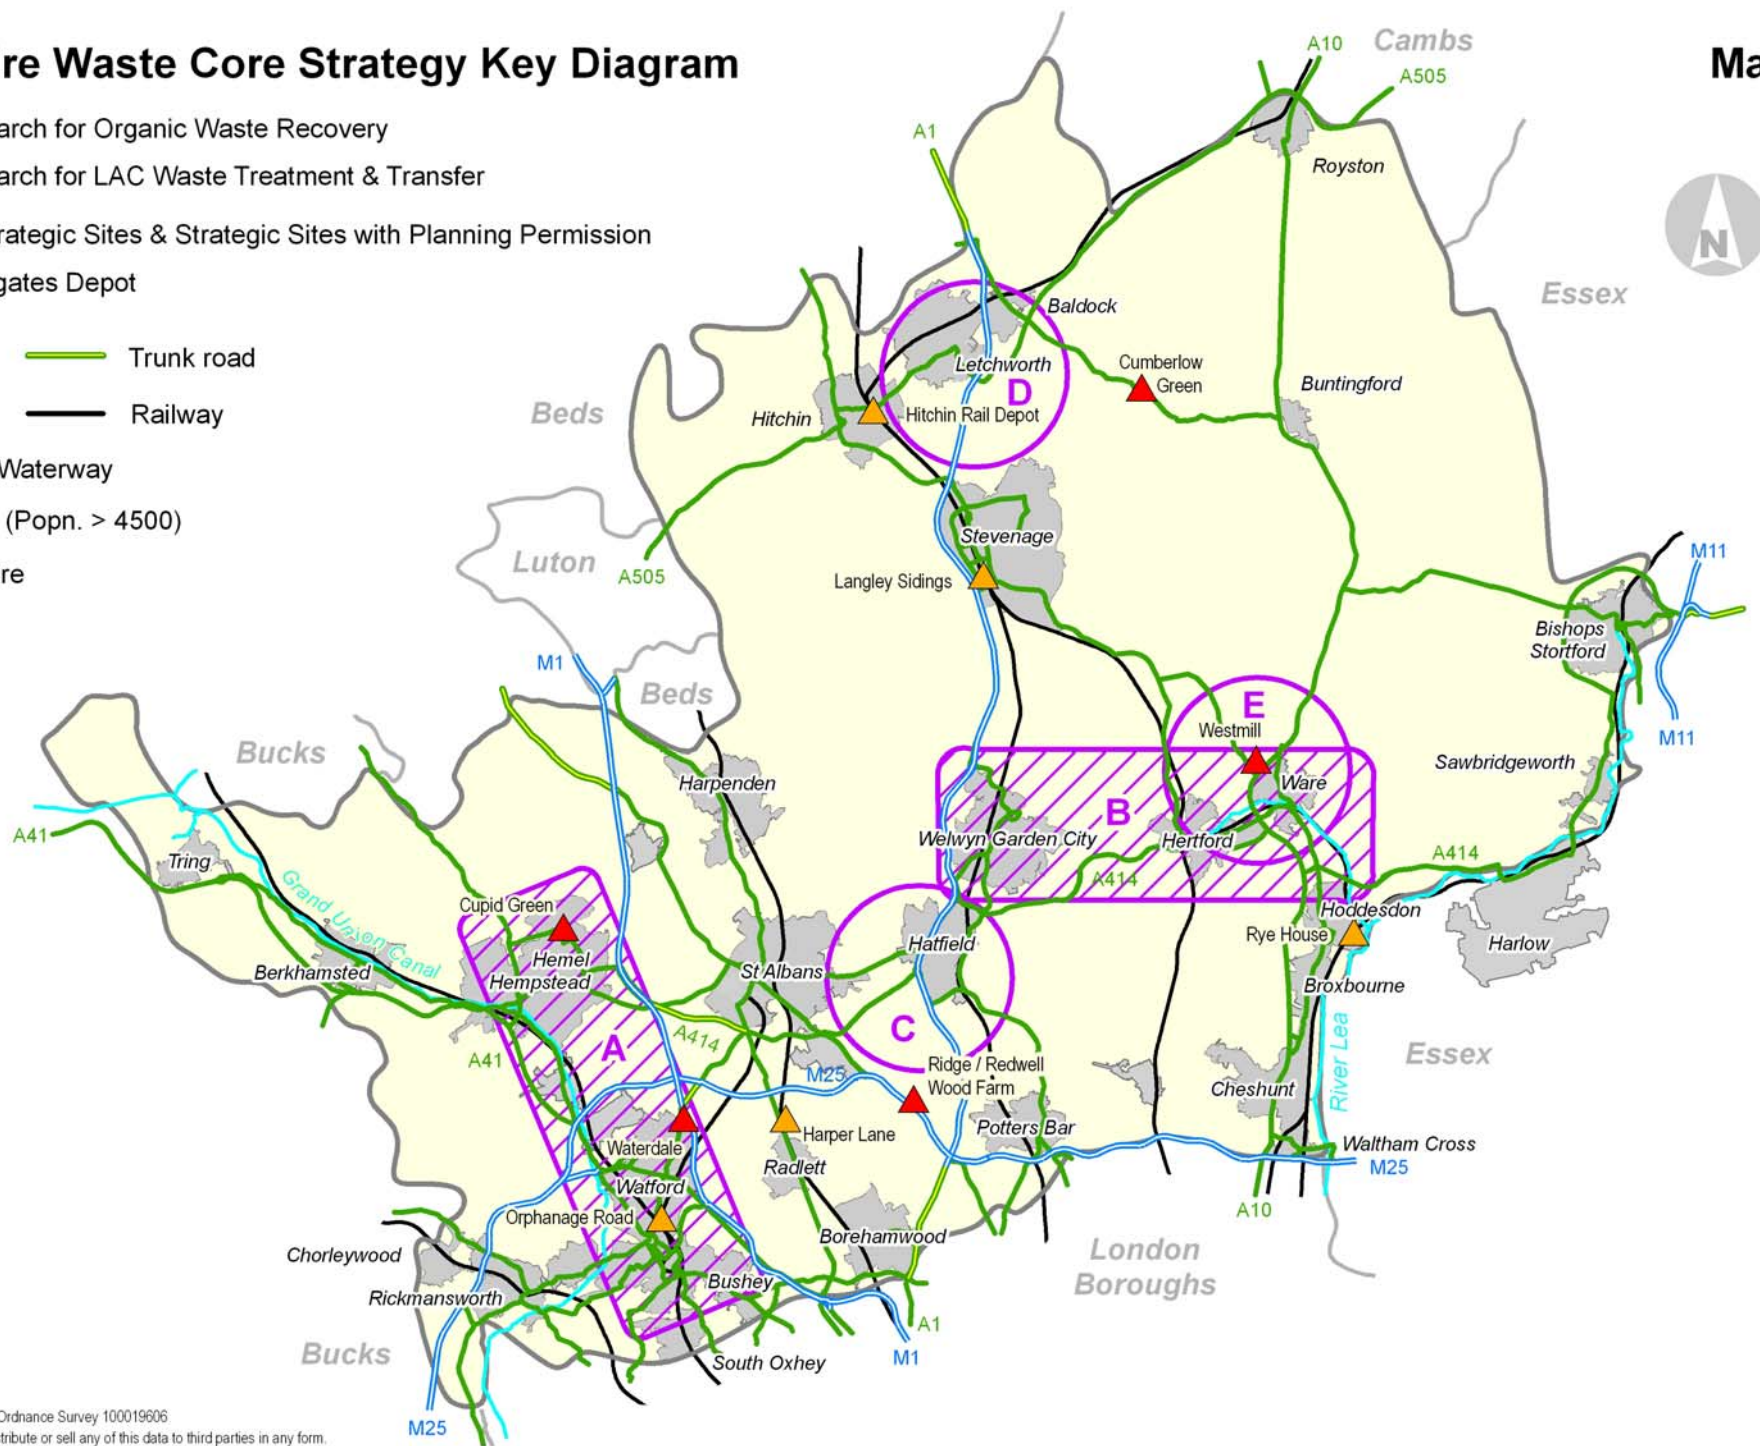 re Waste Core Strategy Key Diagram
Ma
arch for Organic Waste Recovery
arch for LAC Waste Treatment & Transfer
rategic Sites & Strategic Sites with Planning Permission
gates Depot
Trunk road
Railway
Waterway
(Popn. > 4500)
re
A10
Cambs
A505
A1
Royston
N
Essex
Baldock
Letchworth
D
Cumberlow
Green
Buntingford
Beds
Hitchin
Hitchin Rail Depot
Stevenage
Luton
A505
Langley Sidings
M11
Bishops
Stortford
M1
Beds
E
Westmill
M11
Bucks
Harpenden
Sawbridgeworth
Ware
B
A41
Tring
Welwyn Garden City
Hertford
A414
A414
Grand Union Canal
Cupid Green
Hoddesdon
Rye House
Hatfield
Harlow
Berkhamsted
Hemel
Hempstead
St Albans
Broxbourne
C
A414
A
A41
River Lea
Essex
M25
Ridge / Redwell
Wood Farm
Cheshunt
Harper Lane
Potters Bar
Waterdale
Waltham Cross
M25
Radlett
Watford
A10
Orphanage Road
Borehamwood
London
Boroughs
Chorleywood
Rickmansworth
Bushey
A1
Bucks
South Oxhey
M1
M25
Ordnance Survey 100019606
tribute or sell any of this data to third parties in any form.